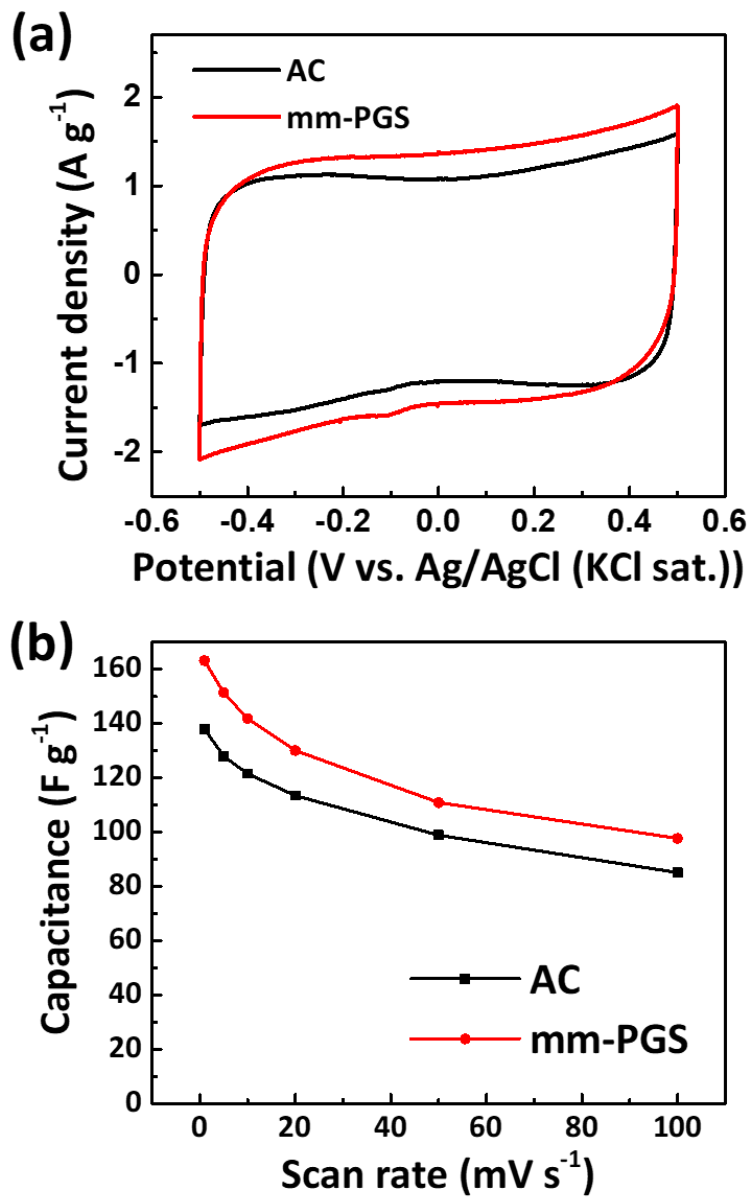 (a)
AC
mm-PGS
2
1
0
-1
-2
Current density (A g⁻¹)
-0.6 -0.4 -0.2 0.0 0.2 0.4 0.6
Potential (V vs. Ag/AgCl (KCl sat.))
(b)
160
140
120
100
80
60
40
20
0
Capacitance (F g⁻¹)
AC
mm-PGS
0 20 40 60 80 100
Scan rate (mV s⁻¹)